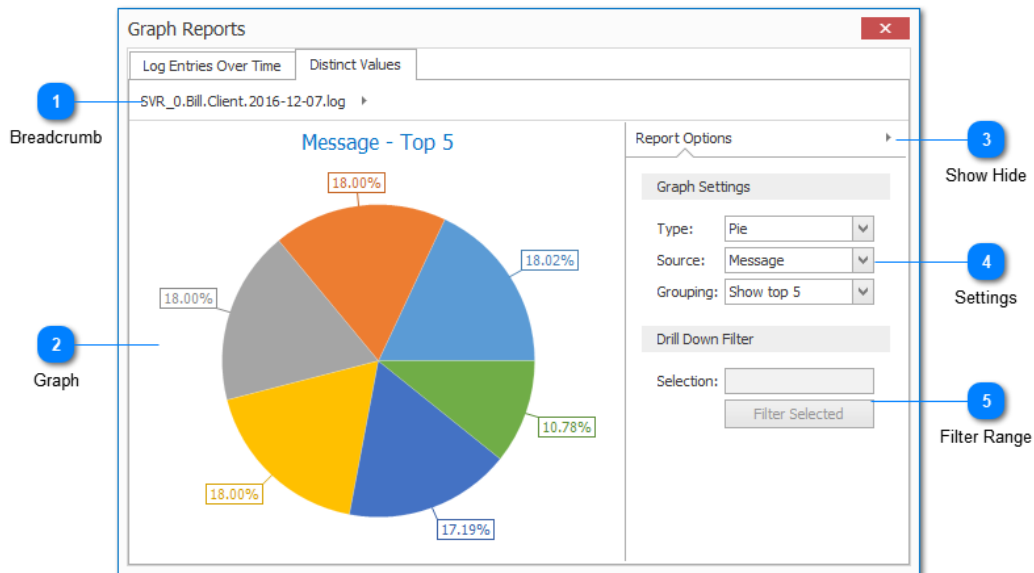 Graph Reports
Log Entries Over Time Distinct Values
1
Breadcrumb
SVR_0.Bill.Client.2016-12-07.log
Message - Top 5
18.00%
18.02%
18.00%
2
Graph
10.78%
18.00%
17.19%
Report Options
3
Show Hide
Graph Settings
Type: Pie
Source: Message
4
Settings
Grouping: Show top 5
Drill Down Filter
Selection:
5
Filter Range
Filter Selected